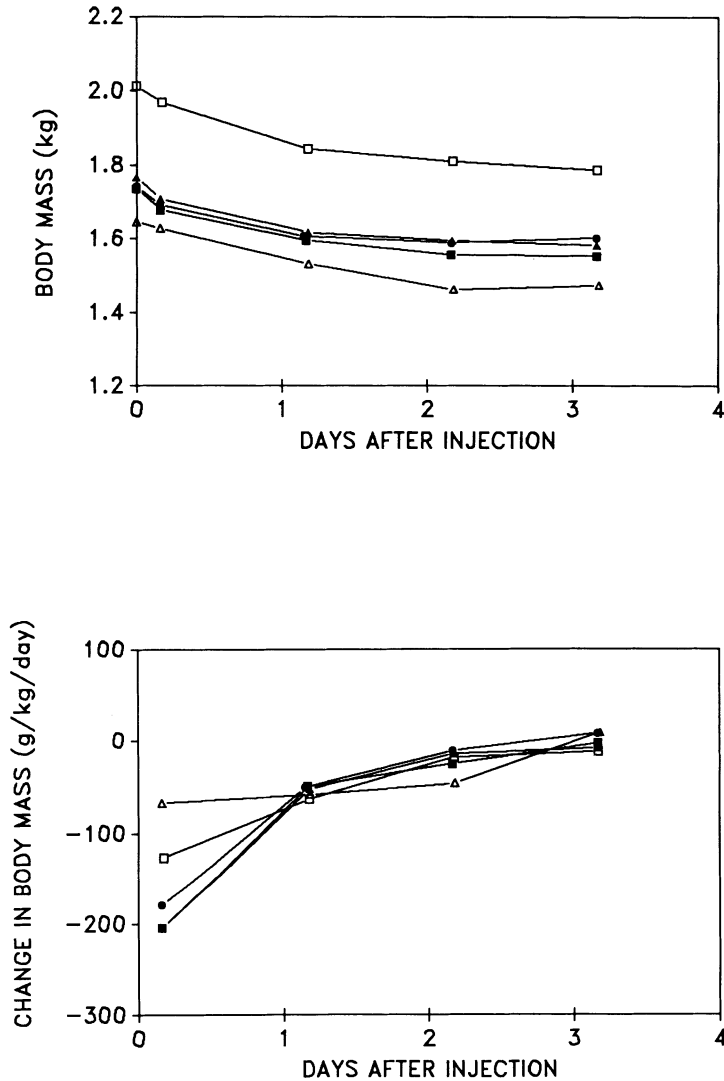 2.2
2.0
1.8
1.6
1.4
1.2
BODY MASS (kg)
0 1 2 3 4
DAYS AFTER INJECTION
100
0
−100
−200
−300
CHANGE IN BODY MASS (g/kg/day)
0 1 2 3 4
DAYS AFTER INJECTION